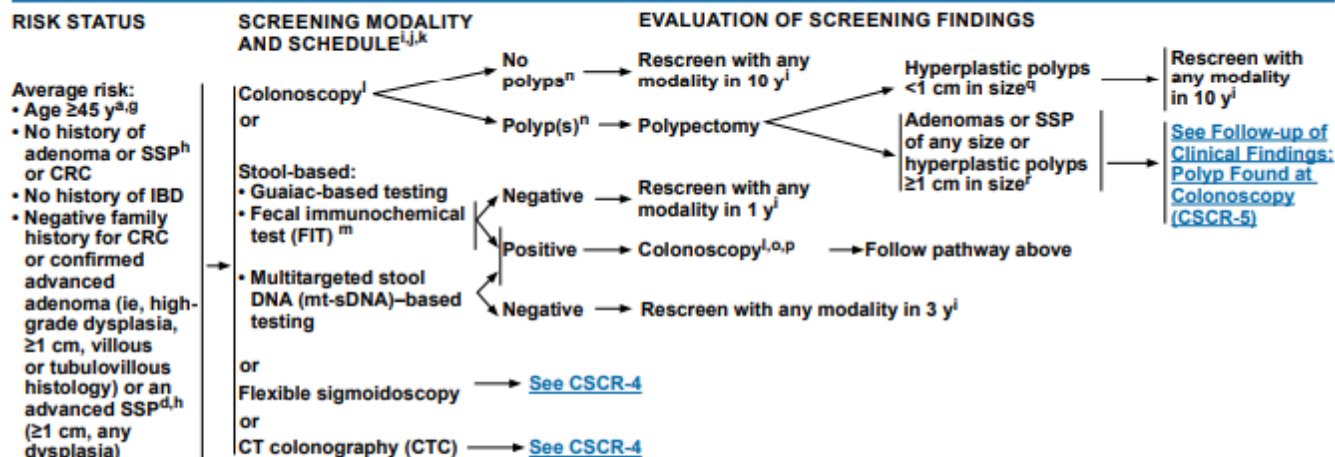 RISK STATUS
SCREENING MODALITY
AND SCHEDULEi,j,k
EVALUATION OF SCREENING FINDINGS
Average risk:
• Age ≥45 ya,g
• No history of
adenoma or SSPh
or CRC
• No history of IBD
• Negative family
history for CRC
or confirmed
advanced
adenoma (ie, high-
grade dysplasia,
≥1 cm, villous
or tubulovillous
histology) or an
advanced SSPd,h
(≥1 cm, any
dysplasia)
Colonoscopyl
or
Stool-based:
• Guaiac-based testing
• Fecal immunochemical
test (FIT) m
• Multitargeted stool
DNA (mt-sDNA)–based
testing
or
Flexible sigmoidoscopy
or
CT colonography (CTC)
No
polypsn
Rescreen with any
modality in 10 yi
Polyp(s)n
Polypectomy
Hyperplastic polyps
<1 cm in sizeq
Rescreen with
any modality
in 10 yi
Adenomas or SSP
of any size or
hyperplastic polyps
≥1 cm in sizer
See Follow-up of
Clinical Findings:
Polyp Found at
Colonoscopy
(CSCR-5)
Negative
Rescreen with any
modality in 1 yi
Positive
Colonoscopyl,o,p
Follow pathway above
Negative
Rescreen with any modality in 3 yi
See CSCR-4
See CSCR-4